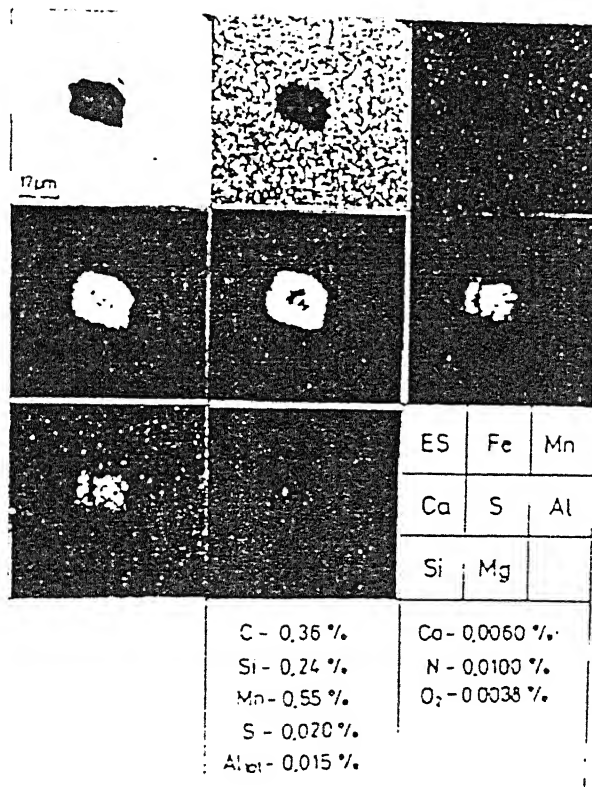 17µm
ES Fe Mn
Ca S Al
Si Mg
C - 0,36 %
Si - 0,24 %
Mn - 0,55 %
S - 0,020 %
Al tot - 0,015 %
Ca - 0,0060 %
N - 0,0100 %
O₂ - 0,0038 %